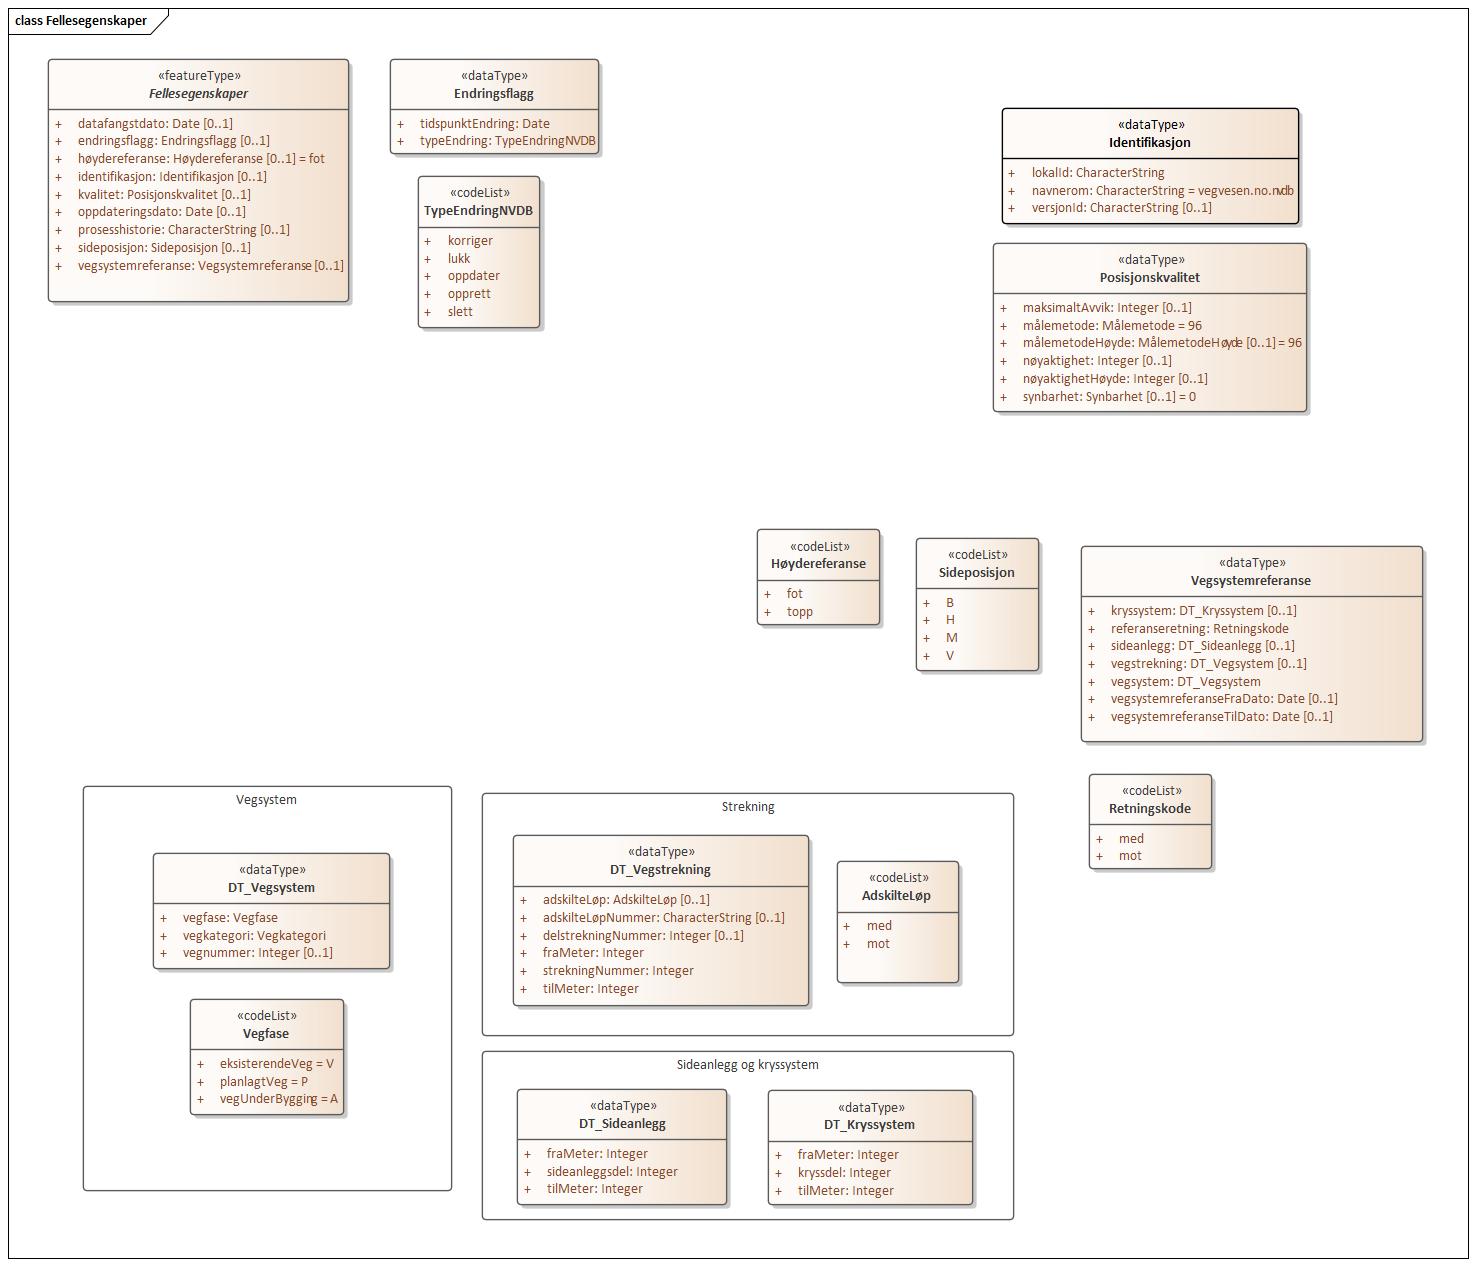 class Fellesegenskaper
«featureType»
Fellesegenskaper
+ datafangstdato: Date [0..1]
+ endringsflagg: Endringsflagg [0..1]
+ høydereferanse: Høydereferanse [0..1] = fot
+ identifikasjon: Identifikasjon [0..1]
+ kvalitet: Posisjonskvalitet [0..1]
+ oppdateringsdato: Date [0..1]
+ prosesshistorie: CharacterString [0..1]
+ sideposisjon: Sideposisjon [0..1]
+ vegsystemreferanse: Vegsystemreferanse [0..1]
«dataType»
Endringsflagg
+ tidspunktEndring: Date
+ typeEndring: TypeEndringNVDB
«codeList»
TypeEndringNVDB
+ korriger
+ lukk
+ oppdater
+ opprett
+ slett
«dataType»
Identifikasjon
+ lokalId: CharacterString
+ navnerom: CharacterString = vegvesen.no.nvdb
+ versjonId: CharacterString [0..1]
«dataType»
Posisjonskvalitet
+ maksimaltAvvik: Integer [0..1]
+ målemetode: Målemetode = 96
+ målemetodeHøyde: MålemetodeHøyde [0..1] = 96
+ nøyaktighet: Integer [0..1]
+ nøyaktighetHøyde: Integer [0..1]
+ synbarhet: Synbarhet [0..1] = 0
«codeList»
Høydereferanse
+ fot
+ topp
«codeList»
Sideposisjon
+ B
+ H
+ M
+ V
«dataType»
Vegsystemreferanse
+ kryssystem: DT_Kryssystem [0..1]
+ referanseretning: Retningskode
+ sideanlegg: DT_Sideanlegg [0..1]
+ vegstrekning: DT_Vegsystem [0..1]
+ vegsystem: DT_Vegsystem
+ vegsystemreferanseFraDato: Date [0..1]
+ vegsystemreferanseTilDato: Date [0..1]
«codeList»
Retningskode
+ med
+ mot
Vegsystem
«dataType»
DT_Vegsystem
+ vegfase: Vegfase
+ vegkategori: Vegkategori
+ vegnummer: Integer [0..1]
«codeList»
Vegfase
+ eksisterendeVeg = V
+ planlagtVeg = P
+ vegUnderBygging = A
Strekning
«dataType»
DT_Vegstrekning
+ adskilteLøp: AdskilteLøp [0..1]
+ adskilteLøpNummer: CharacterString [0..1]
+ delstrekningNummer: Integer [0..1]
+ fraMeter: Integer
+ strekningNummer: Integer
+ tilMeter: Integer
«codeList»
AdskilteLøp
+ med
+ mot
Sideanlegg og kryssystem
«dataType»
DT_Sideanlegg
+ fraMeter: Integer
+ sideanleggsdel: Integer
+ tilMeter: Integer
«dataType»
DT_Kryssystem
+ fraMeter: Integer
+ kryssdel: Integer
+ tilMeter: Integer